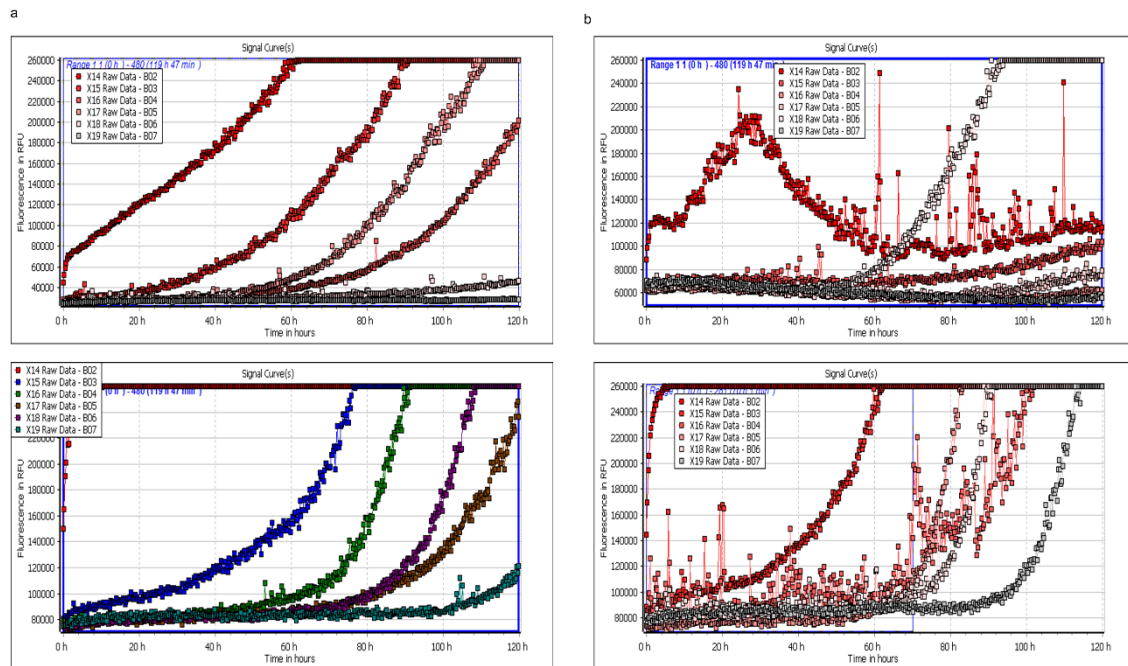 a
Signal Curve(s)
Range 1 1 (0 h ) - 480 (119 h 47 min )
X14 Raw Data - B02
X15 Raw Data - B03
X16 Raw Data - B04
X17 Raw Data - B05
X18 Raw Data - B06
X19 Raw Data - B07
Fluorescence in RFU
260000
240000
220000
200000
180000
160000
140000
120000
100000
80000
60000
40000
0 h
20 h
40 h
60 h
80 h
100 h
120 h
Time in hours
b
Signal Curve(s)
Range 1 1 (0 h ) - 480 (119 h 47 min )
X14 Raw Data - B02
X15 Raw Data - B03
X16 Raw Data - B04
X17 Raw Data - B05
X18 Raw Data - B06
X19 Raw Data - B07
Fluorescence in RFU
260000
240000
220000
200000
180000
160000
140000
120000
100000
80000
60000
0 h
20 h
40 h
60 h
80 h
100 h
120 h
Time in hours
Signal Curve(s)
(0 h ) - 480 (119 h 47 min )
X14 Raw Data - B02
X15 Raw Data - B03
X16 Raw Data - B04
X17 Raw Data - B05
X18 Raw Data - B06
X19 Raw Data - B07
Fluorescence in RFU
200000
180000
160000
140000
120000
100000
80000
0 h
20 h
40 h
60 h
80 h
100 h
120 h
Time in hours
Signal Curve(s)
X14 Raw Data - B02
X15 Raw Data - B03
X16 Raw Data - B04
X17 Raw Data - B05
X18 Raw Data - B06
X19 Raw Data - B07
Fluorescence in RFU
260000
240000
220000
200000
180000
160000
140000
120000
100000
80000
0 h
20 h
40 h
60 h
80 h
100 h
120 h
Time in hours